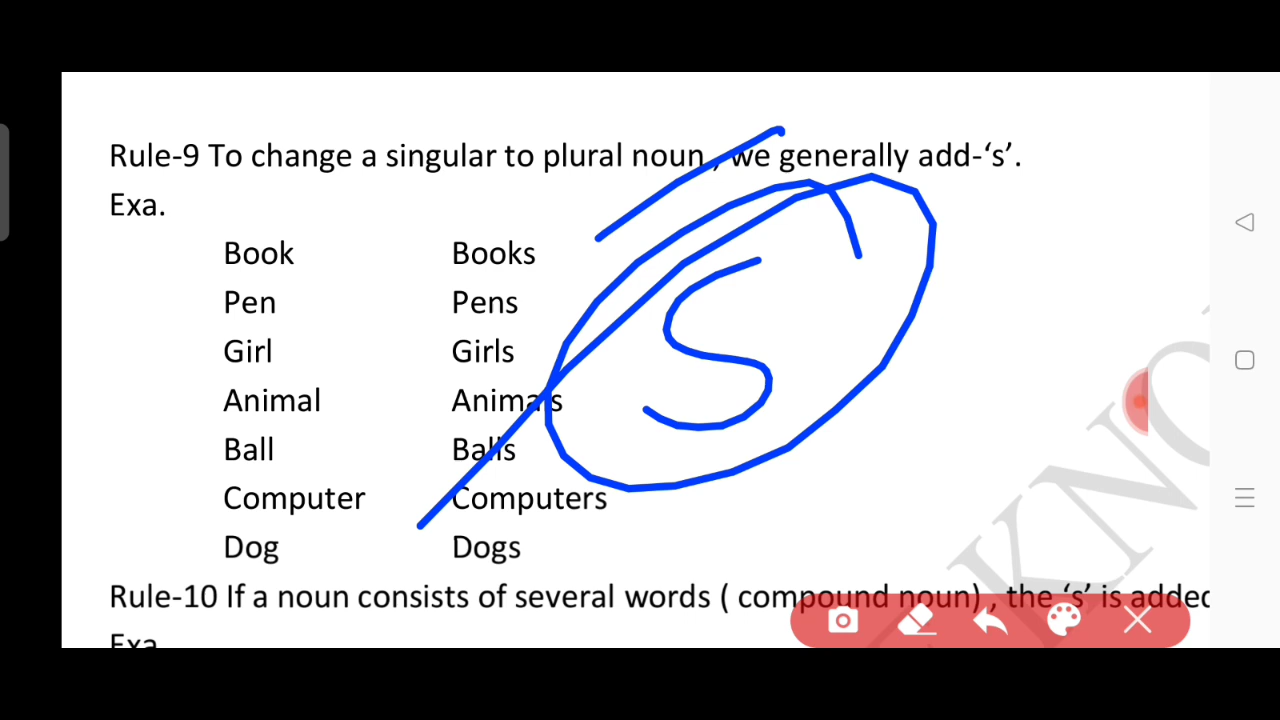 Rule-9 To change a singular to plural noun , we generally add-‘s’.
Exa.
Book Books
Pen Pens
Girl Girls
Animal Animals
Ball Balls
Computer Computers
Dog Dogs
S
Rule-10 If a noun consists of several words ( compound noun) , the ‘s’ is added
Exa
KNO